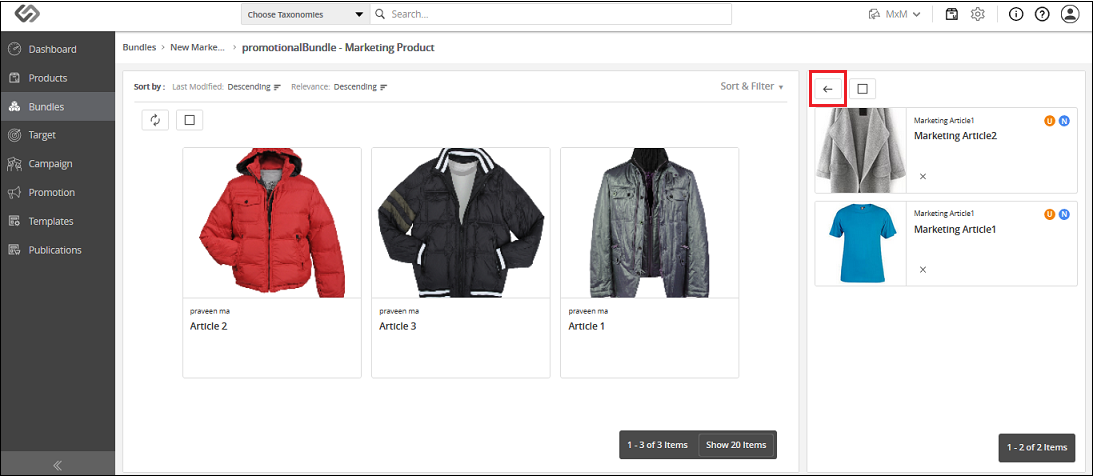 Choose Taxonomies
Search...
MxM
Dashboard
Products
Bundles
Target
Campaign
Promotion
Templates
Publications
Bundles > New Marke... > promotionalBundle - Marketing Product
Sort by : Last Modified: Descending Relevance: Descending
Sort & Filter
praveen ma
Article 2
praveen ma
Article 3
praveen ma
Article 1
1 - 3 of 3 Items Show 20 Items
Marketing Article1
U N
Marketing Article2
Marketing Article1
U N
Marketing Article1
1 - 2 of 2 Items